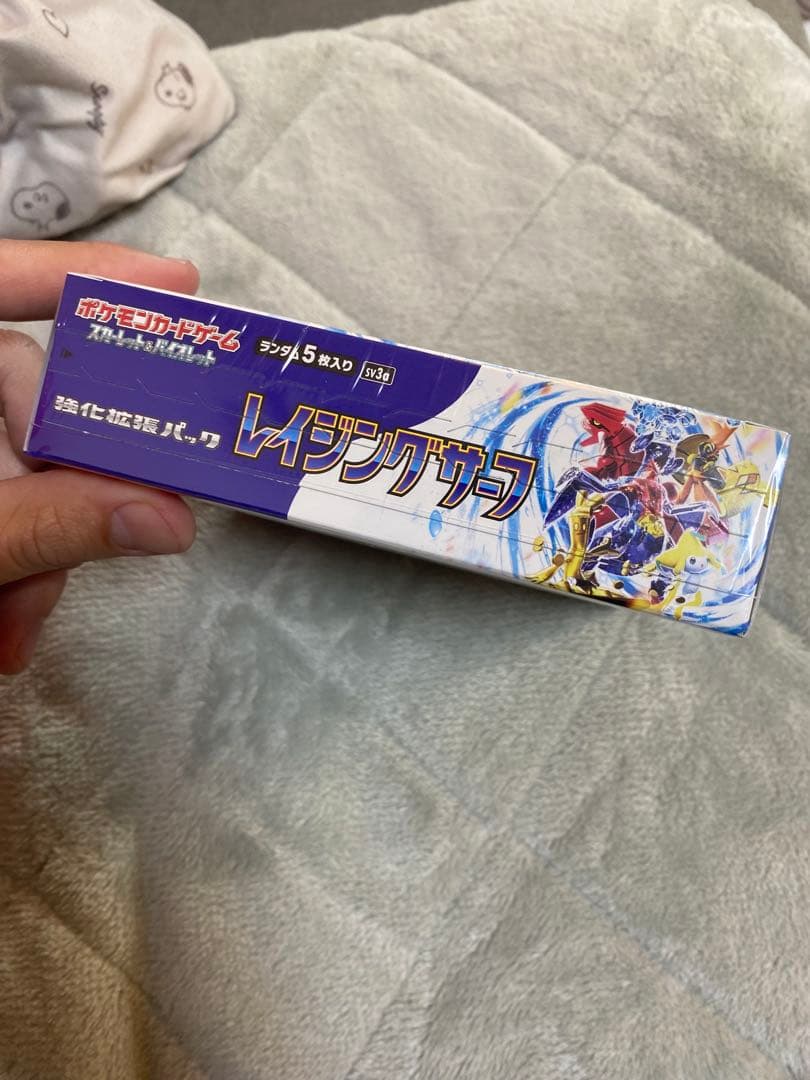 Snoopy
ポケモンカードゲーム
スカーレット&バイオレット
ランダム5枚入り
SV3a
強化拡張パック
レイジングサーフ